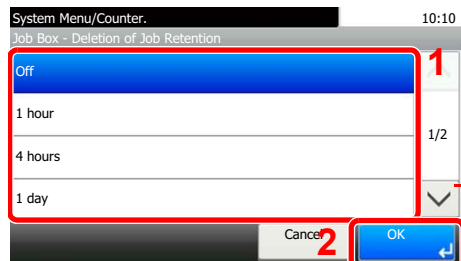 System Menu/Counter. 10:10
Job Box - Deletion of Job Retention
Off
1
1 hour
1/2
4 hours
1 day
Cancel
2
OK